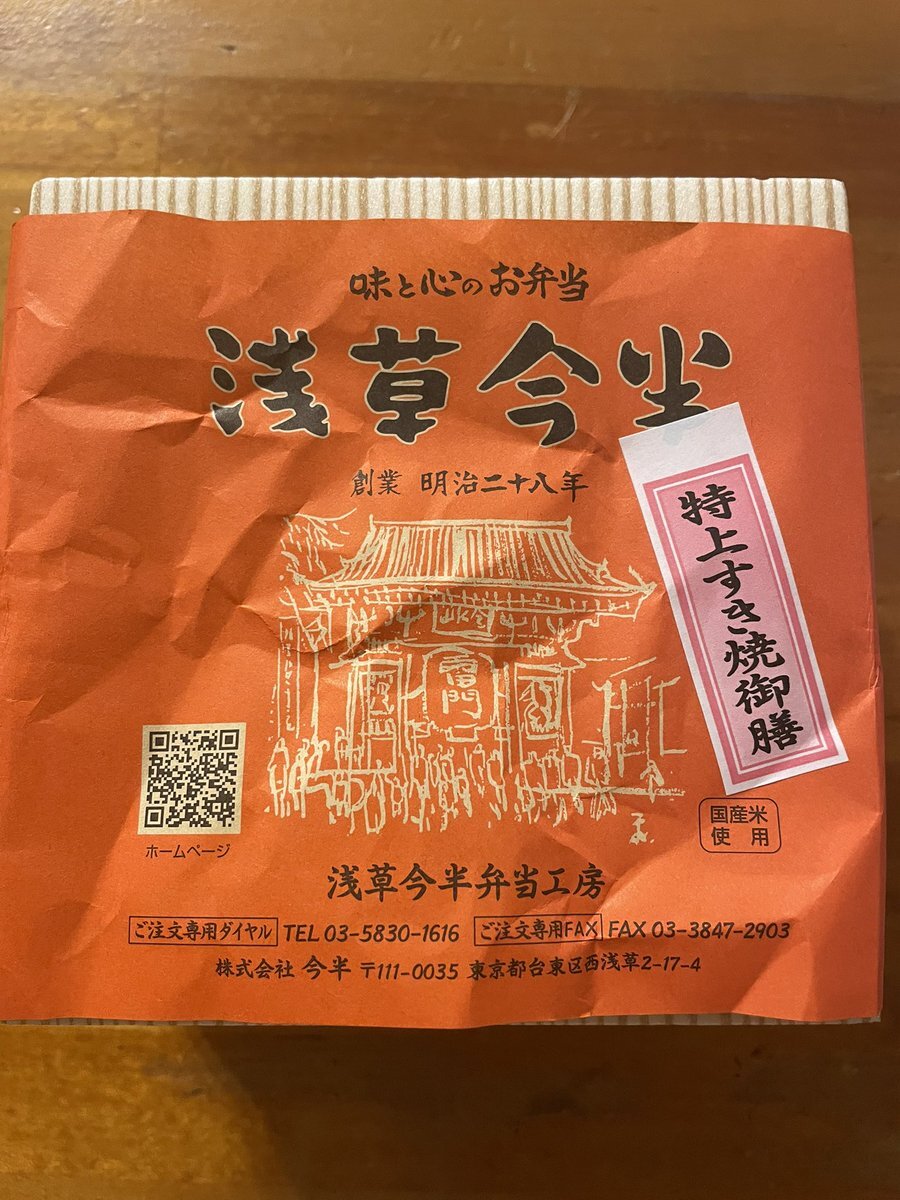 味と心のお弁当
浅草今半
創業 明治二十八年
特上すき焼御膳
雷門
ホームページ
国産米
使用
浅草今半弁当工房
ご注文専用ダイヤル TEL 03-5830-1616 ご注文専用FAX FAX 03-3847-2903
株式会社 今半 〒111-0035 東京都台東区西浅草2-17-4